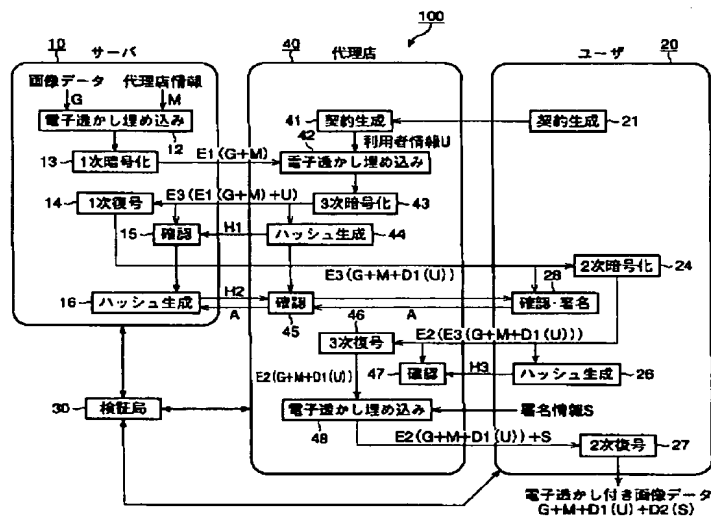 100
10
サーバ
40
代理店
ユーザ
20
画像データ
代理店情報
G
M
電子透かし埋め込み
12
41
契約生成
契約生成
21
42
利用者情報U
13
1次暗号化
E1(G+M)
電子透かし埋め込み
14
1次復号
E3(E1(G+M)+U)
3次暗号化
43
15
確認
H1
ハッシュ生成
44
2次暗号化
24
E3(G+M+D1(U))
28
16
ハッシュ生成
H2
A
確認
45
A
確認・署名
46
3次復号
E2(E3(G+M+D1(U)))
E2(G+M+D1(U))
47
確認
H3
ハッシュ生成
26
30
検証局
電子透かし埋め込み
48
署名情報S
E2(G+M+D1(U))+S
2次復号
27
電子透かし付き画像データ
G+M+D1(U)+D2(S)